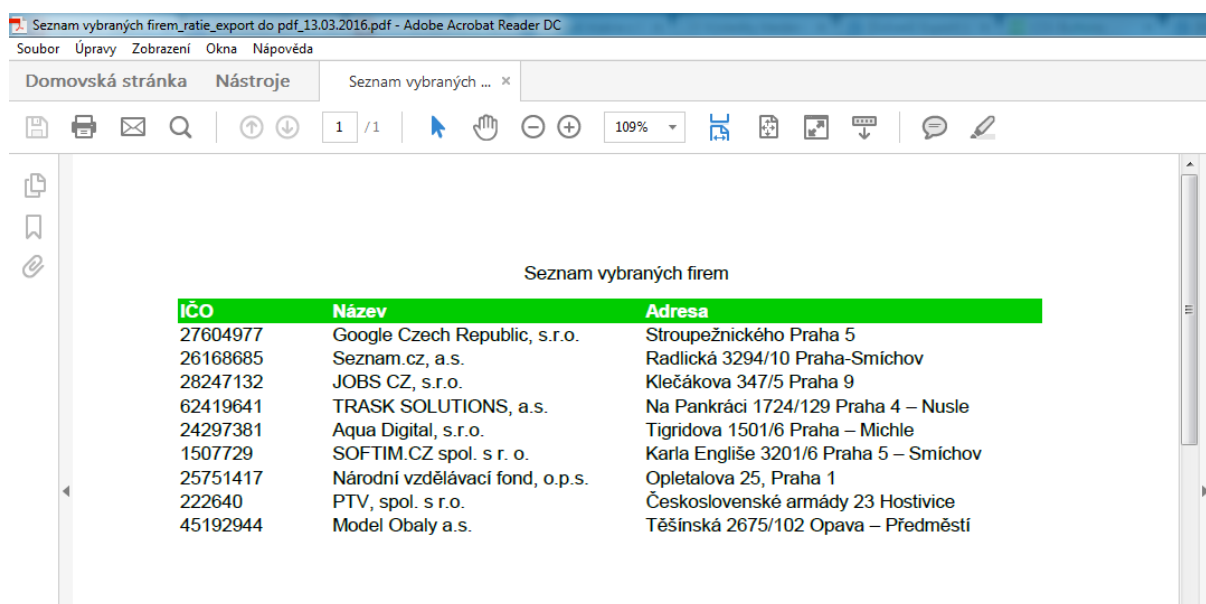 Seznam vybraných firem_ratie_export do pdf_13.03.2016.pdf - Adobe Acrobat Reader DC
Soubor Úpravy Zobrazení Okna Nápověda
Domovská stránka Nástroje Seznam vybraných ... ×
1 / 1 109%
Seznam vybraných firem
IČO Název Adresa
27604977 Google Czech Republic, s.r.o. Stroupežnického Praha 5
26168685 Seznam.cz, a.s. Radlická 3294/10 Praha-Smíchov
28247132 JOBS CZ, s.r.o. Klečákova 347/5 Praha 9
62419641 TRASK SOLUTIONS, a.s. Na Pankráci 1724/129 Praha 4 – Nusle
24297381 Aqua Digital, s.r.o. Tigridova 1501/6 Praha – Michle
1507729 SOFTIM.CZ spol. s r. o. Karla Engliše 3201/6 Praha 5 – Smíchov
25751417 Národní vzdělávací fond, o.p.s. Opletalova 25, Praha 1
222640 PTV, spol. s r.o. Československé armády 23 Hostivice
45192944 Model Obaly a.s. Těšínská 2675/102 Opava – Předměstí